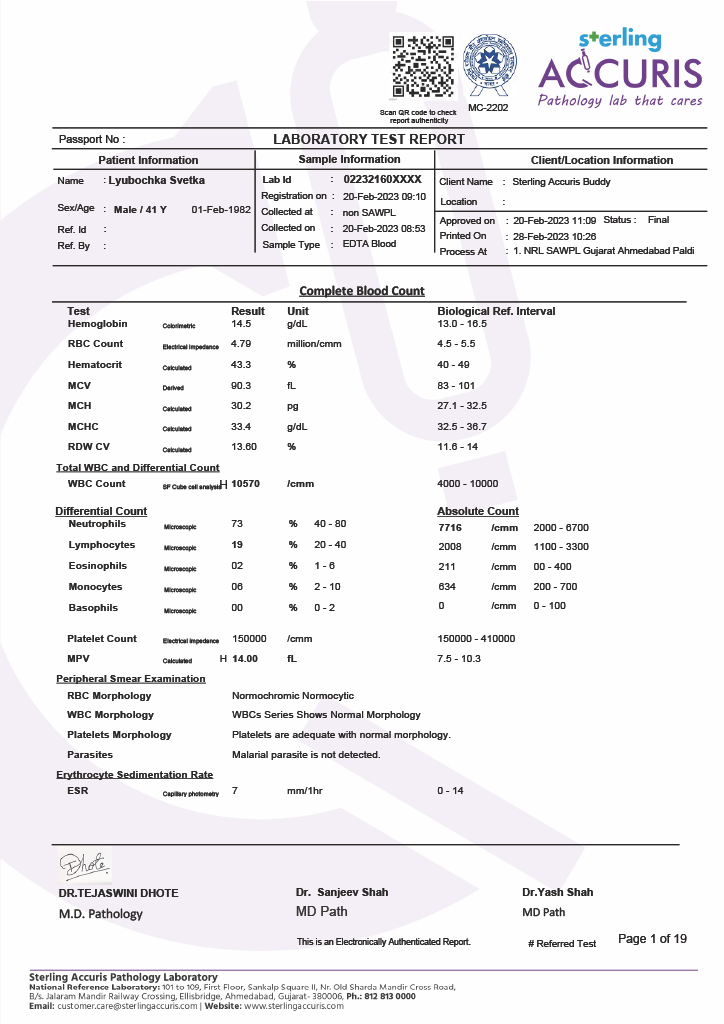 sterling
ACCURIS
Pathology lab that cares
Scan QR code to check
report authenticity
MC-2202
Passport No :
LABORATORY TEST REPORT
Patient Information
Sample Information
Client/Location Information
Name : Lyubochka Svetka
Lab Id : 02232160XXXX
Client Name : Sterling Accuris Buddy
Registration on : 20-Feb-2023 09:10
Location :
Sex/Age : Male / 41 Y 01-Feb-1982
Collected at : non SAWPL
Approved on : 20-Feb-2023 11:09 Status : Final
Ref. Id :
Collected on : 20-Feb-2023 08:53
Printed On : 28-Feb-2023 10:26
Ref. By :
Sample Type : EDTA Blood
Process At : 1. NRL SAWPL Gujarat Ahmedabad Paldi
Complete Blood Count
Test Result Unit Biological Ref. Interval
Hemoglobin Colorimetric 14.5 g/dL 13.0 - 16.5
RBC Count Electrical Impedance 4.79 million/cmm 4.5 - 5.5
Hematocrit Calculated 43.3 % 40 - 49
MCV Derived 90.3 fL 83 - 101
MCH Calculated 30.2 pg 27.1 - 32.5
MCHC Calculated 33.4 g/dL 32.5 - 36.7
RDW CV Calculated 13.60 % 11.6 - 14
Total WBC and Differential Count
WBC Count SF Cube cell analysis H 10570 /cmm 4000 - 10000
Differential Count Absolute Count
Neutrophils Microscopic 73 % 40 - 80 7716 /cmm 2000 - 6700
Lymphocytes Microscopic 19 % 20 - 40 2008 /cmm 1100 - 3300
Eosinophils Microscopic 02 % 1 - 6 211 /cmm 00 - 400
Monocytes Microscopic 06 % 2 - 10 634 /cmm 200 - 700
Basophils Microscopic 00 % 0 - 2 0 /cmm 0 - 100
Platelet Count Electrical Impedance 150000 /cmm 150000 - 410000
MPV Calculated H 14.00 fL 7.5 - 10.3
Peripheral Smear Examination
RBC Morphology Normochromic Normocytic
WBC Morphology WBCs Series Shows Normal Morphology
Platelets Morphology Platelets are adequate with normal morphology.
Parasites Malarial parasite is not detected.
Erythrocyte Sedimentation Rate
ESR Capillary photometry 7 mm/1hr 0 - 14
Dhote
DR.TEJASWINI DHOTE
Dr. Sanjeev Shah
Dr.Yash Shah
M.D. Pathology
MD Path
MD Path
This is an Electronically Authenticated Report.
# Referred Test
Page 1 of 19
Sterling Accuris Pathology Laboratory
National Reference Laboratory: 101 to 109, First Floor, Sankalp Square II, Nr. Old Sharda Mandir Cross Road,
B/s. Jalaram Mandir Railway Crossing, Ellisbridge, Ahmedabad, Gujarat- 380006, Ph.: 812 813 0000
Email: customer.care@sterlingaccuris.com | Website: www.sterlingaccuris.com